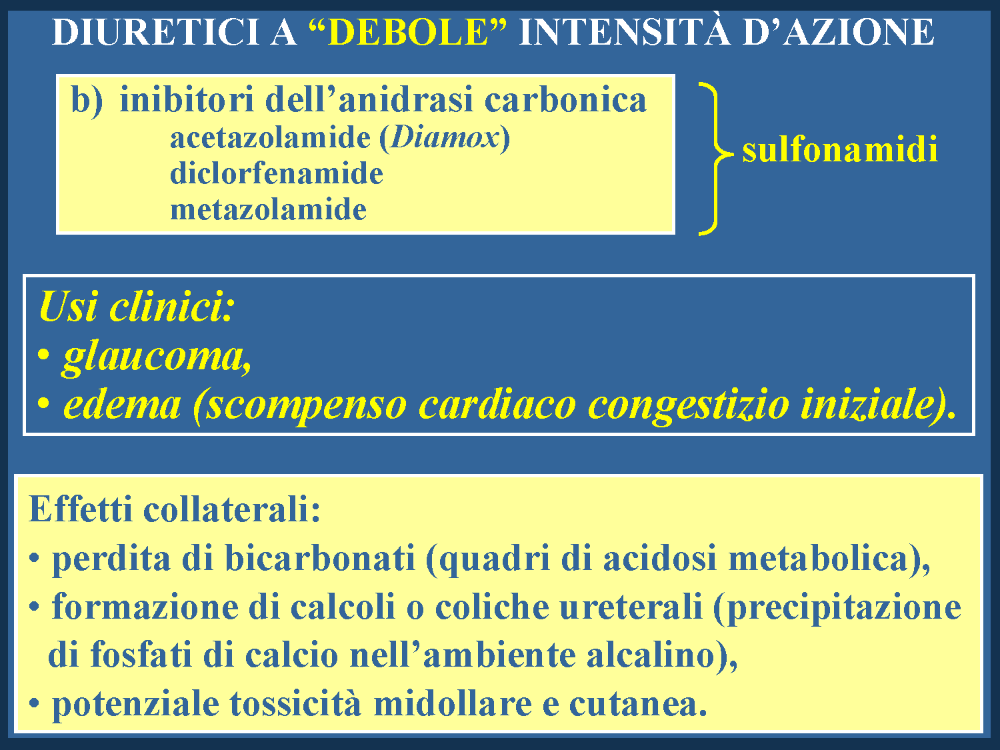 DIURETICI A “DEBOLE” INTENSITÀ D’AZIONE
b) inibitori dell’anidrasi carbonica
acetazolamide (Diamox)
diclorfenamide
metazolamide
sulfonamidi
Usi clinici:
• glaucoma,
• edema (scompenso cardiaco congestizio iniziale).
Effetti collaterali:
• perdita di bicarbonati (quadri di acidosi metabolica),
• formazione di calcoli o coliche ureterali (precipitazione
di fosfati di calcio nell’ambiente alcalino),
• potenziale tossicità midollare e cutanea.